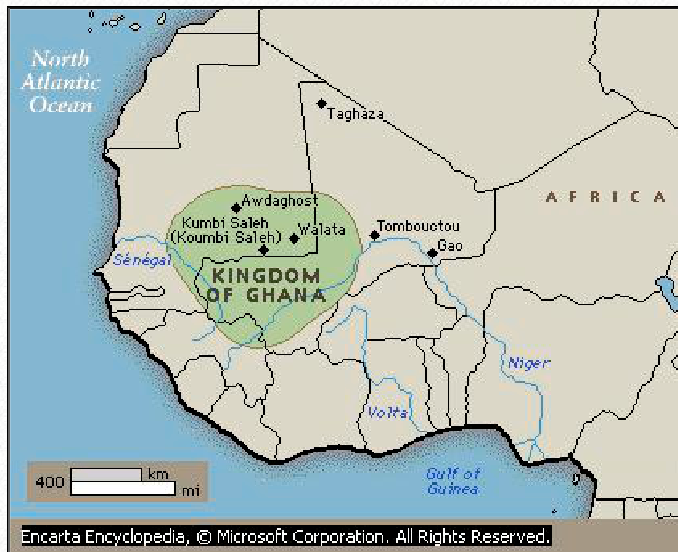 North
Atlantic
Ocean
Taghaza
AFRICA
Awdaghost
Kumbi Saleh
(Koumbi Saleh)
Walata
Tombouctou
Gao
Sénégal
KINGDOM
OF GHANA
Niger
Volta
Gulf of
Guinea
400 km
mi
Encarta Encyclopedia, © Microsoft Corporation. All Rights Reserved.